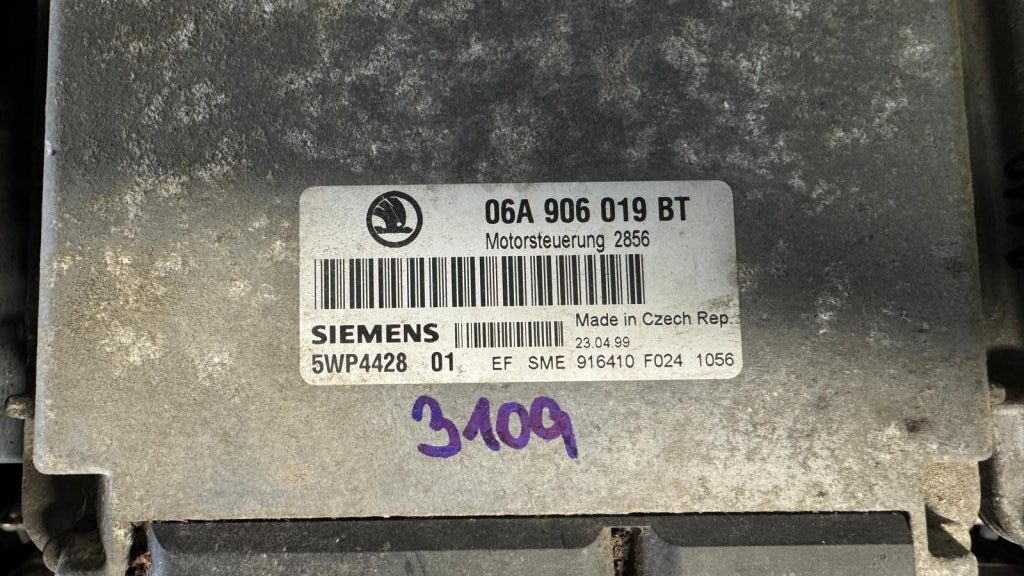 06A 906 019 BT
Motorsteuerung 2856
Made in Czech Rep.
SIEMENS
23.04.99
5WP4428 01 EF SME 916410 F024 1056
3109